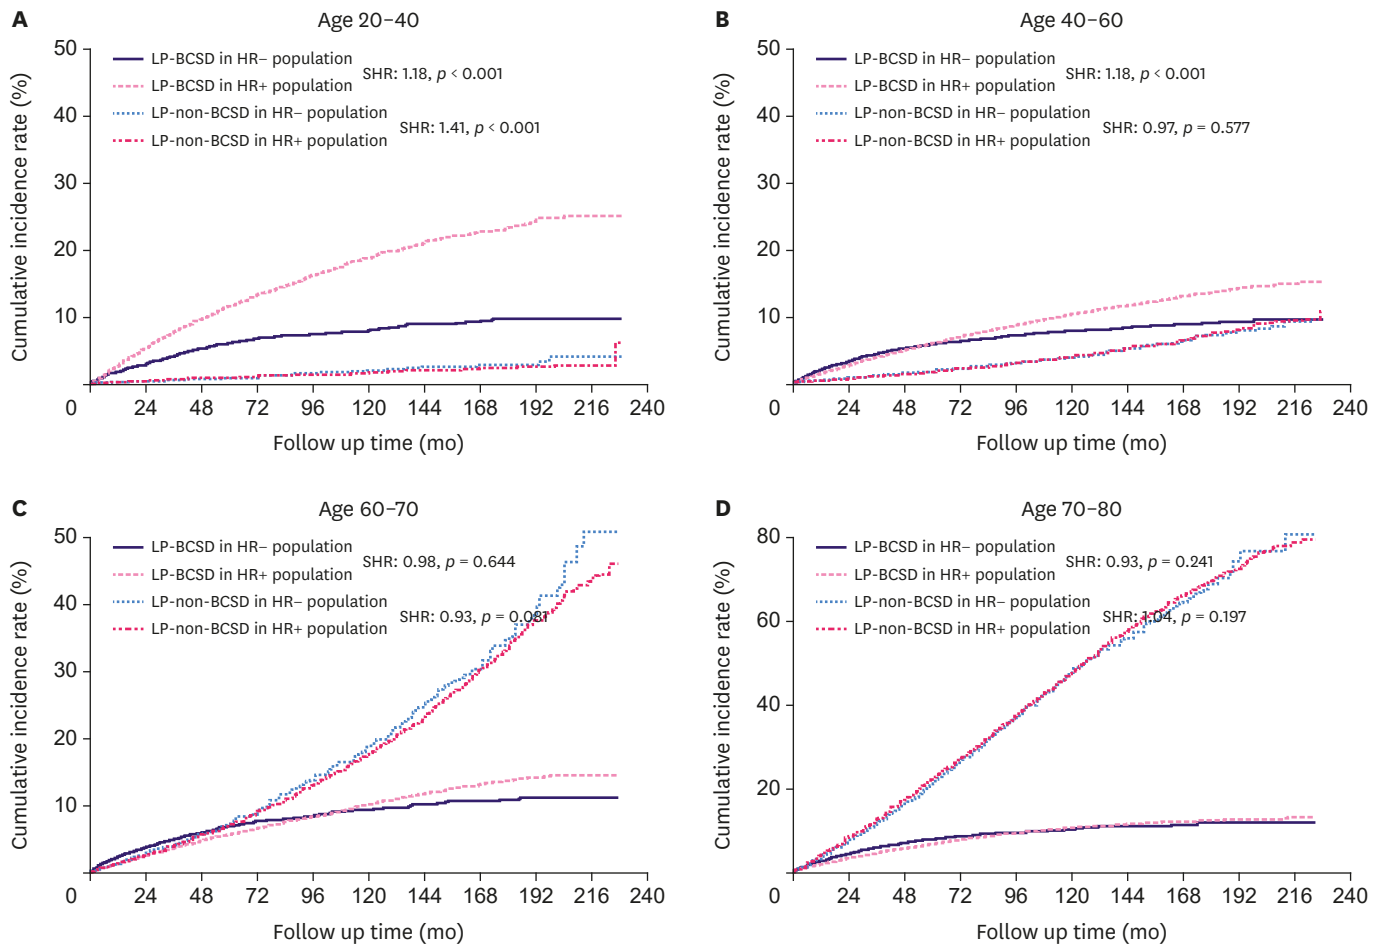 A
Age 20–40
Cumulative incidence rate (%)
50
40
30
20
10
LP-BCSD in HR− population
LP-BCSD in HR+ population
SHR: 1.18, p < 0.001
LP-non-BCSD in HR− population
LP-non-BCSD in HR+ population
SHR: 1.41, p < 0.001
0 24 48 72 96 120 144 168 192 216 240
Follow up time (mo)
B
Age 40–60
Cumulative incidence rate (%)
50
40
30
20
10
LP-BCSD in HR− population
LP-BCSD in HR+ population
SHR: 1.18, p < 0.001
LP-non-BCSD in HR− population
LP-non-BCSD in HR+ population
SHR: 0.97, p = 0.577
0 24 48 72 96 120 144 168 192 216 240
Follow up time (mo)
C
Age 60–70
Cumulative incidence rate (%)
50
40
30
20
10
LP-BCSD in HR− population
LP-BCSD in HR+ population
SHR: 0.98, p = 0.644
LP-non-BCSD in HR− population
LP-non-BCSD in HR+ population
SHR: 0.93, p = 0.081
0 24 48 72 96 120 144 168 192 216 240
Follow up time (mo)
D
Age 70–80
Cumulative incidence rate (%)
80
60
40
20
LP-BCSD in HR− population
LP-BCSD in HR+ population
SHR: 0.93, p = 0.241
LP-non-BCSD in HR− population
LP-non-BCSD in HR+ population
SHR: 1.04, p = 0.197
0 24 48 72 96 120 144 168 192 216 240
Follow up time (mo)